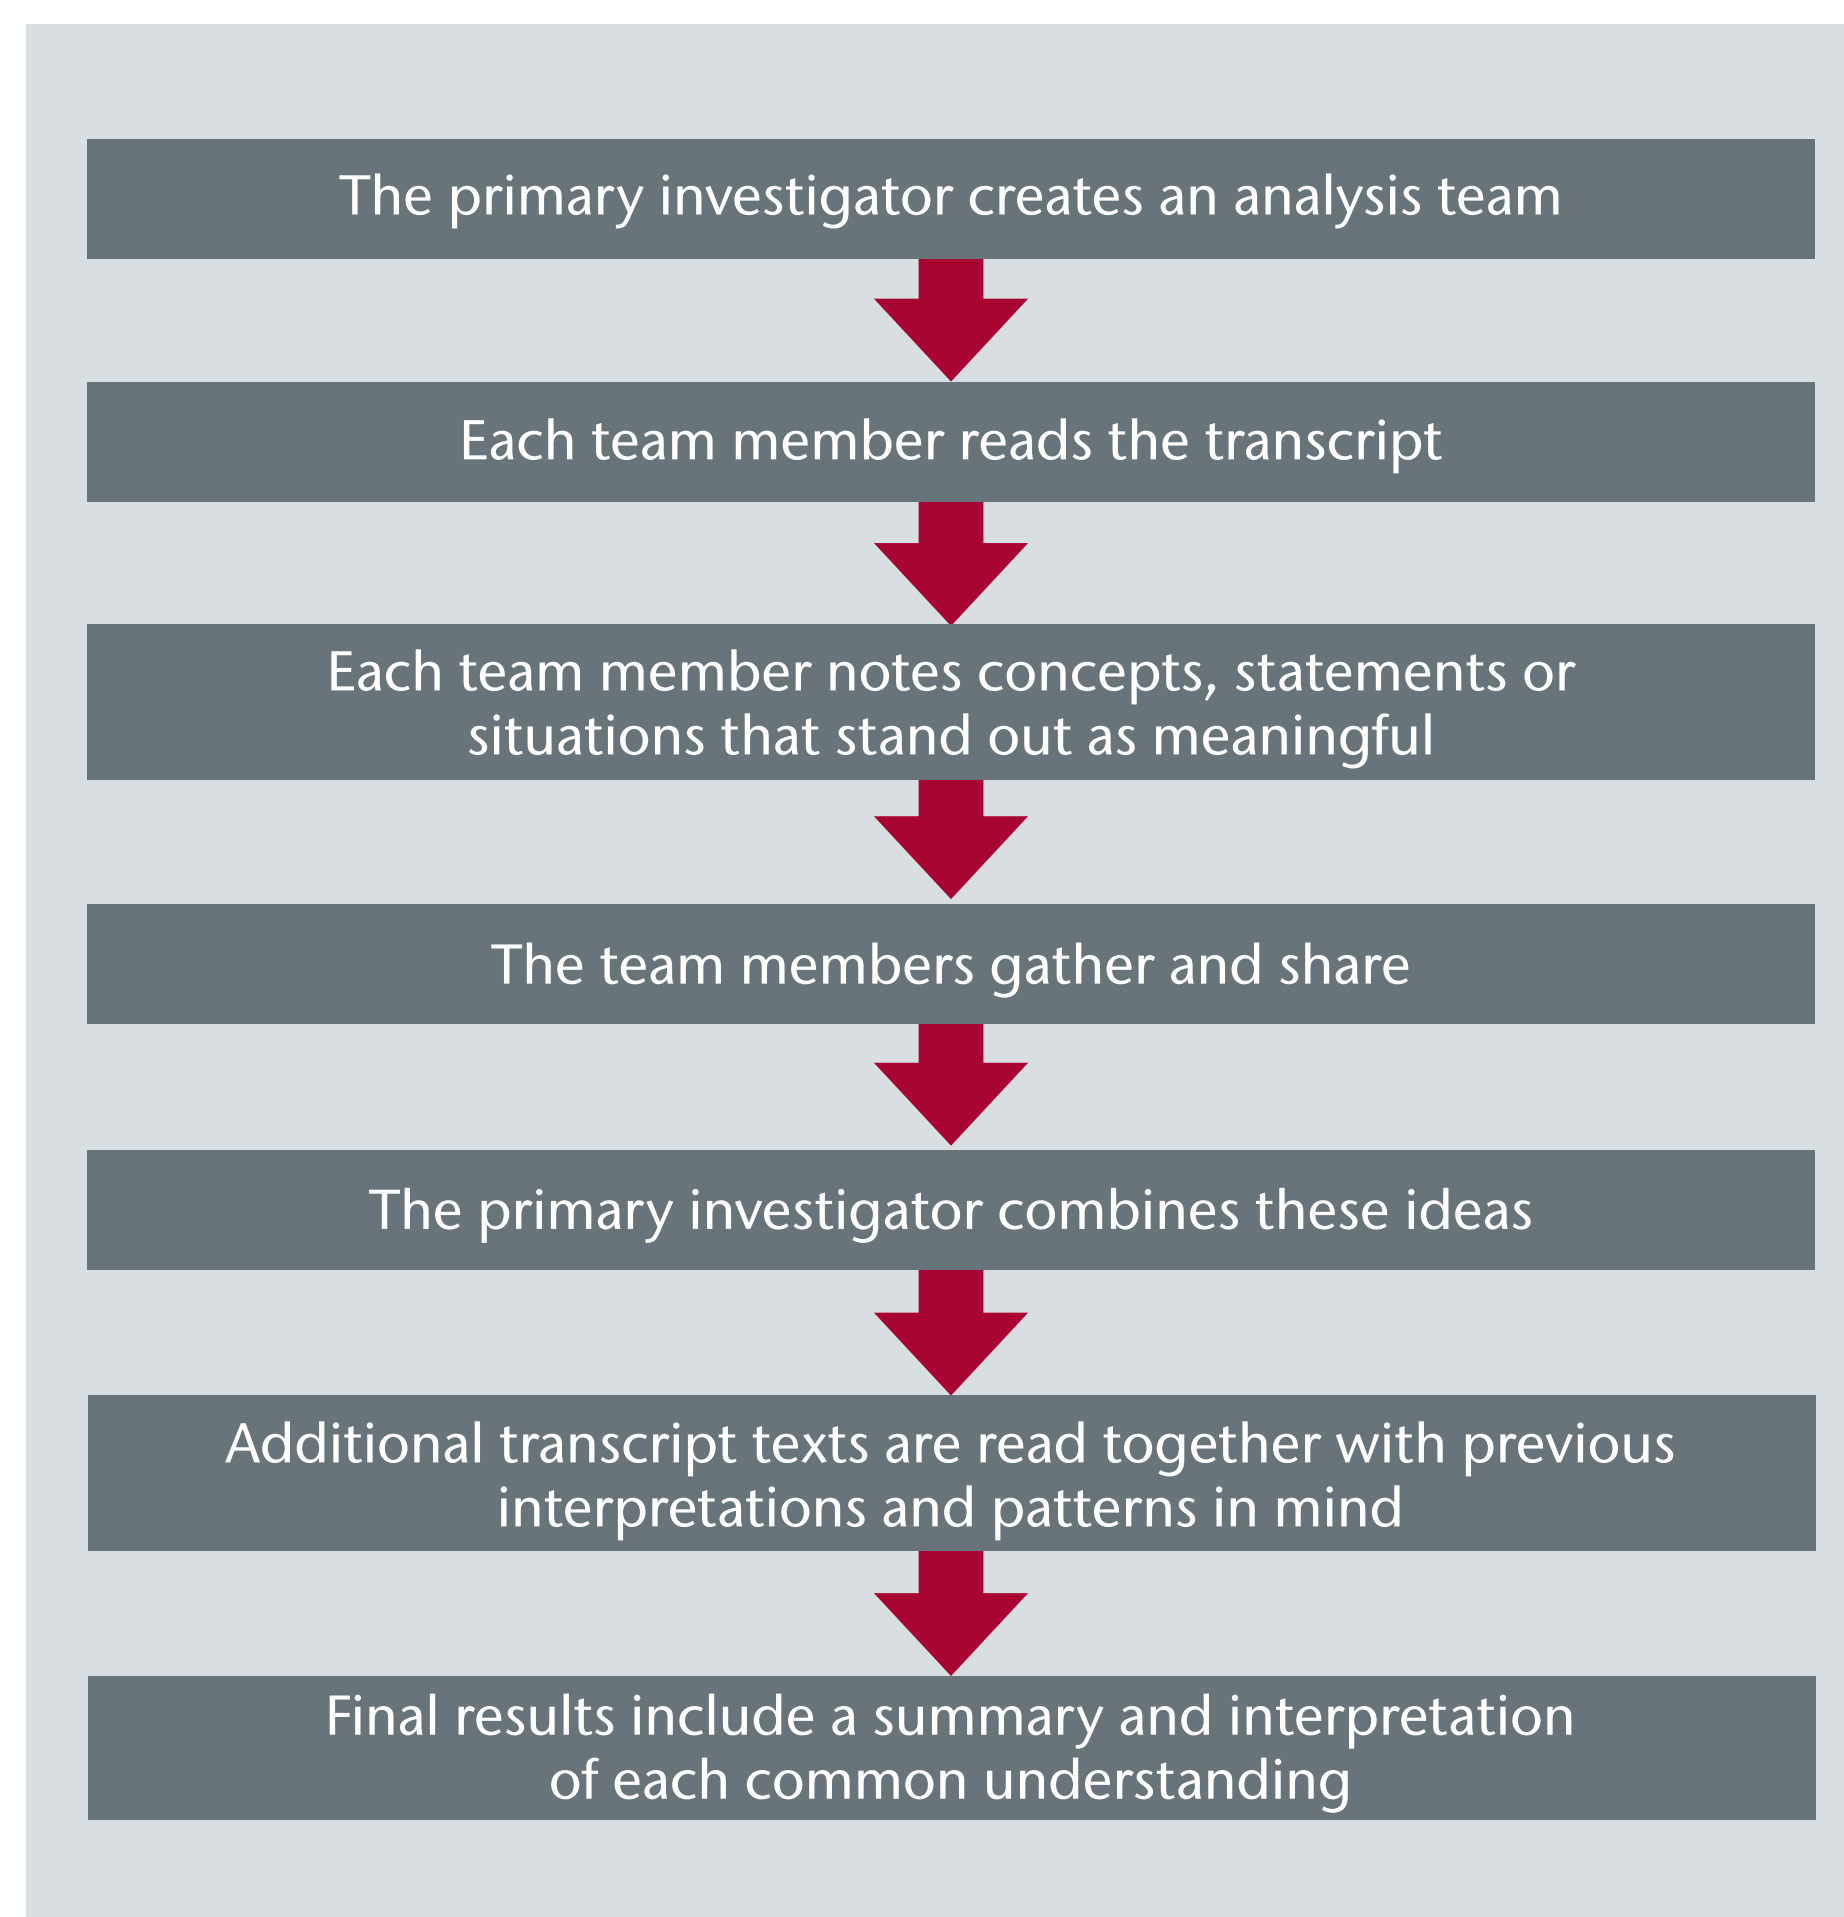 The primary investigator creates an analysis team
Each team member reads the transcript
Each team member notes concepts, statements or
situations that stand out as meaningful
The team members gather and share
The primary investigator combines these ideas
Additional transcript texts are read together with previous
interpretations and patterns in mind
Final results include a summary and interpretation
of each common understanding